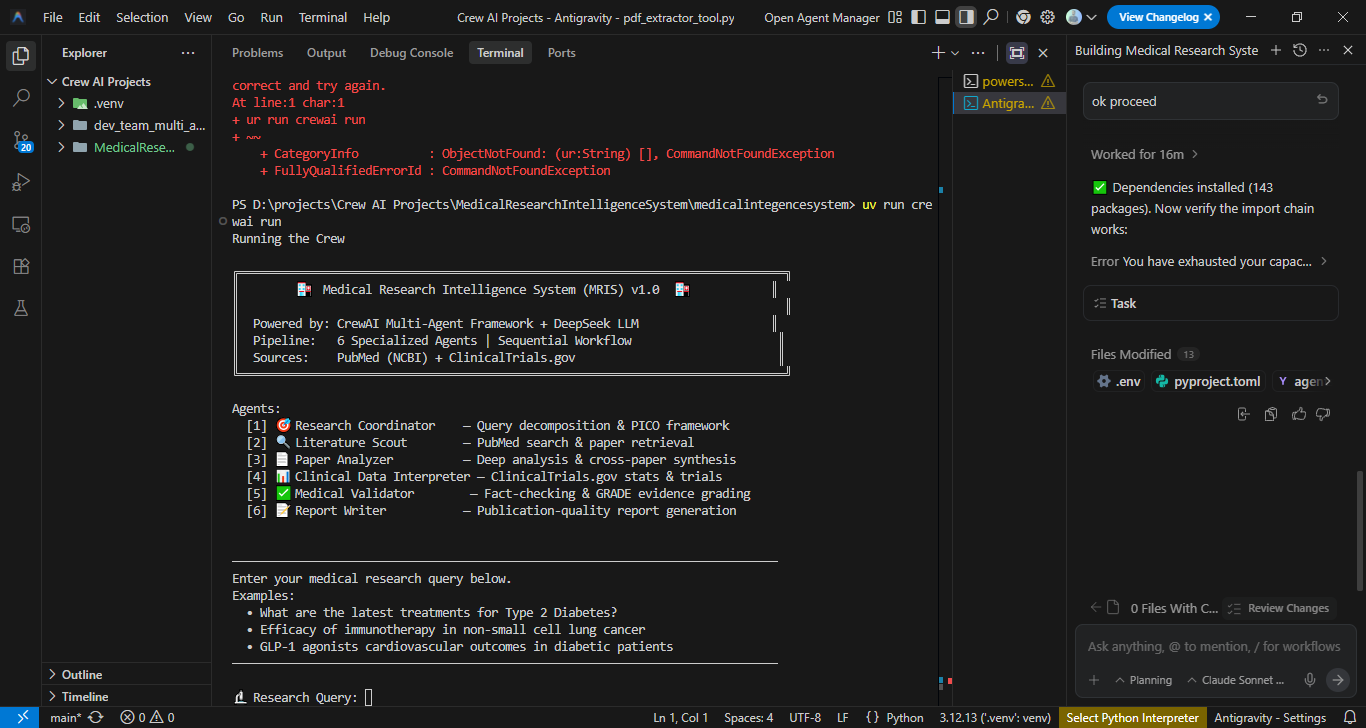 File Edit Selection View Go Run Terminal Help
Crew AI Projects - Antigravity - pdf_extractor_tool.py
Open Agent Manager
View Changelog
Explorer
Crew AI Projects
.venv
dev_team_multi_a...
MedicalRese...
20
Outline
Timeline
Problems Output Debug Console Terminal Ports
correct and try again.
At line:1 char:1
+ ur run crewai run
+ ~~
+ CategoryInfo : ObjectNotFound: (ur:String) [], CommandNotFoundException
+ FullyQualifiedErrorId : CommandNotFoundException
PS D:\projects\Crew AI Projects\MedicalResearchIntelligenceSystem\medicalintegencesystem> uv run cre
wai run
Running the Crew
Medical Research Intelligence System (MRIS) v1.0
Powered by: CrewAI Multi-Agent Framework + DeepSeek LLM
Pipeline: 6 Specialized Agents | Sequential Workflow
Sources: PubMed (NCBI) + ClinicalTrials.gov
Agents:
[1] 🎯 Research Coordinator — Query decomposition & PICO framework
[2] 🔍 Literature Scout — PubMed search & paper retrieval
[3] 📄 Paper Analyzer — Deep analysis & cross-paper synthesis
[4] 📊 Clinical Data Interpreter — ClinicalTrials.gov stats & trials
[5] ✅ Medical Validator — Fact-checking & GRADE evidence grading
[6] 📝 Report Writer — Publication-quality report generation
Enter your medical research query below.
Examples:
• What are the latest treatments for Type 2 Diabetes?
• Efficacy of immunotherapy in non-small cell lung cancer
• GLP-1 agonists cardiovascular outcomes in diabetic patients
🔬 Research Query:
powers...
Antigra...
Building Medical Research Syste
ok proceed
Worked for 16m
✅ Dependencies installed (143
packages). Now verify the import chain
works:
Error You have exhausted your capac...
Task
Files Modified 13
.env pyproject.toml agen
0 Files With C... Review Changes
Ask anything, @ to mention, / for workflows
Planning Claude Sonnet ...
main* 0 0 Ln 1, Col 1 Spaces: 4 UTF-8 LF {} Python 3.12.13 ('.venv': venv) Select Python Interpreter Antigravity - Settings